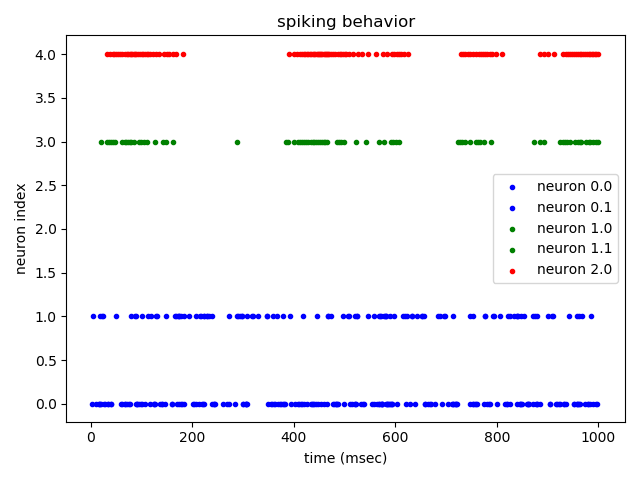 spiking behavior
4.0
3.5
3.0
2.5
2.0
1.5
1.0
0.5
0.0
neuron index
neuron 0.0
neuron 0.1
neuron 1.0
neuron 1.1
neuron 2.0
0 200 400 600 800 1000
time (msec)